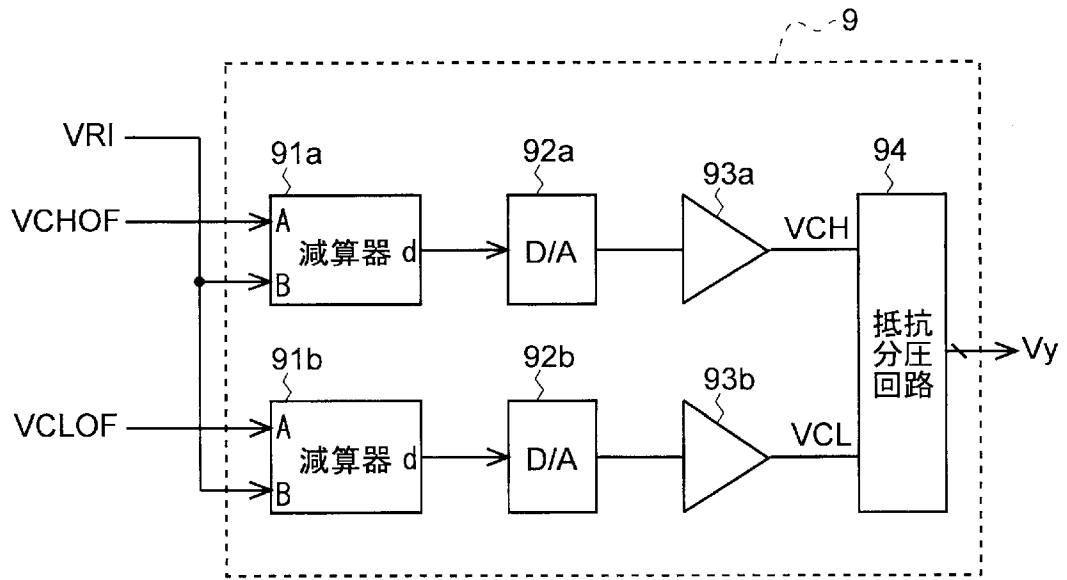 9
VRI
91a
92a
93a
94
VCHOF
A
減算器 d
B
D/A
VCH
抵抗
分圧
回路
Vy
91b
92b
93b
VCLOF
A
減算器 d
B
D/A
VCL